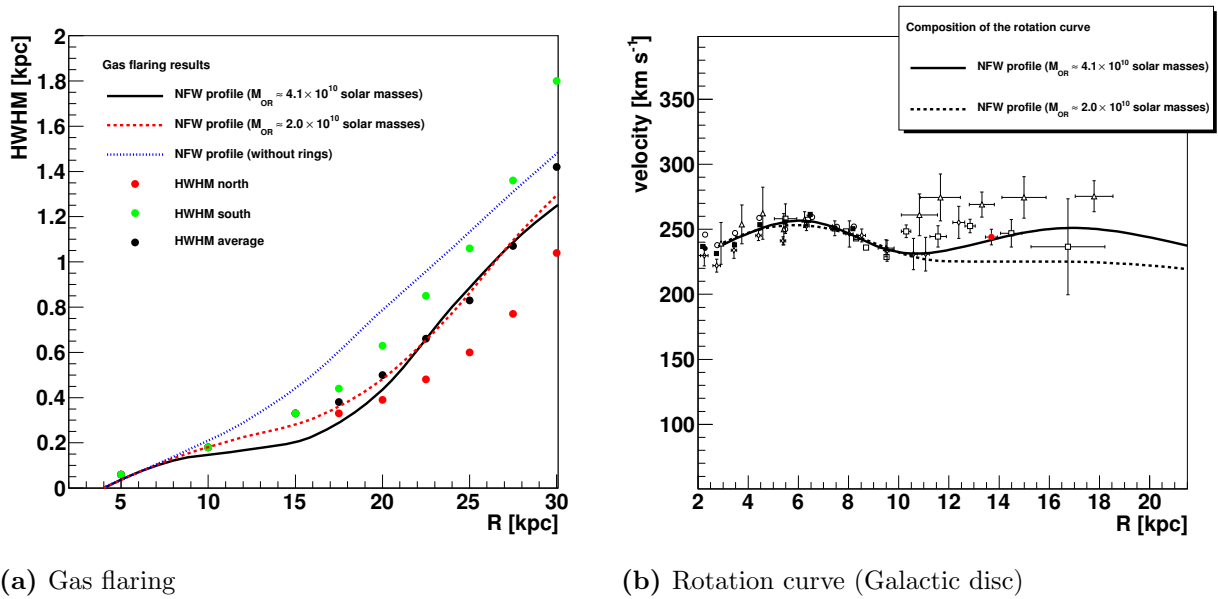 HWHM [kpc]
2
1.8
1.6
1.4
1.2
1
0.8
0.6
0.4
0.2
0
Gas flaring results
NFW profile (M_OR ≈ 4.1 × 10^10 solar masses)
NFW profile (M_OR ≈ 2.0 × 10^10 solar masses)
NFW profile (without rings)
HWHM north
HWHM south
HWHM average
5 10 15 20 25 30
R [kpc]
(a) Gas flaring
velocity [km s^-1]
350
300
250
200
150
100
Composition of the rotation curve
NFW profile (M_OR ≈ 4.1 × 10^10 solar masses)
NFW profile (M_OR ≈ 2.0 × 10^10 solar masses)
2 4 6 8 10 12 14 16 18 20
R [kpc]
(b) Rotation curve (Galactic disc)